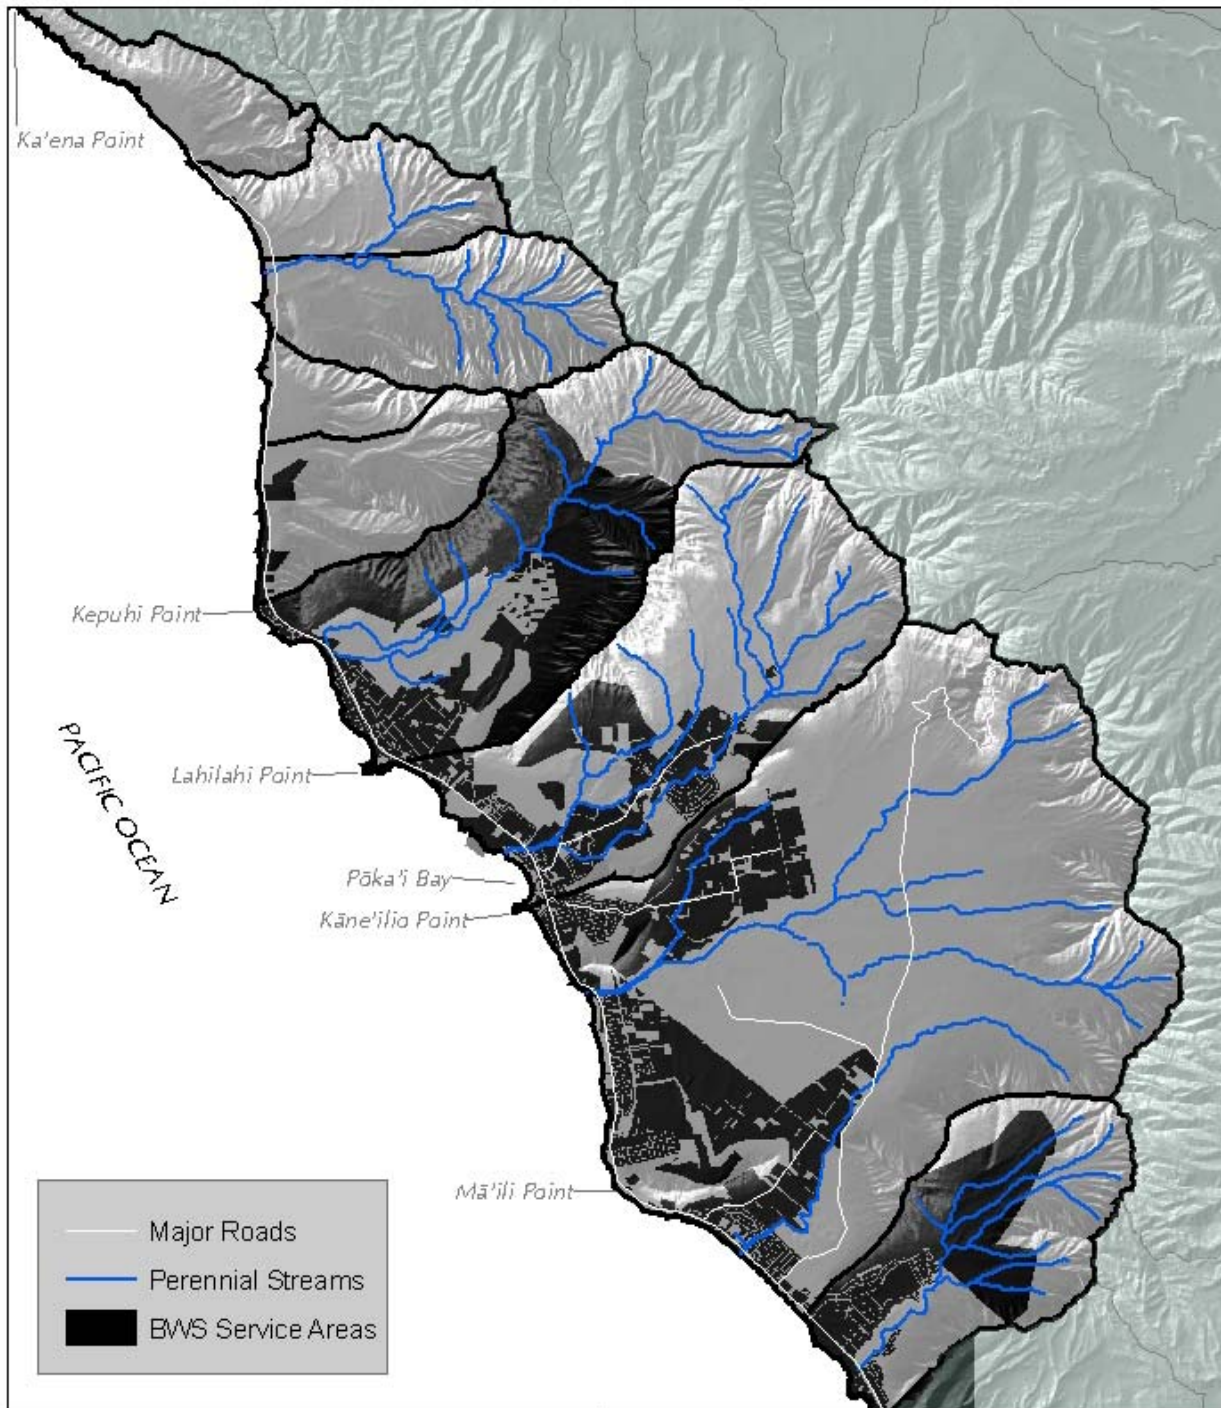 Ka'ena Point
Kepuhi Point
PACIFIC OCEAN
Lahilahi Point
Pōka'i Bay
Kāne'ilio Point
Mā'ili Point
Major Roads
Perennial Streams
BWS Service Areas